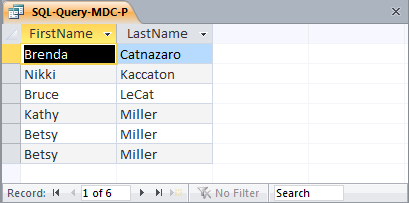 SQL-Query-MDC-P
FirstName LastName
Brenda Catnazaro
Nikki Kaccaton
Bruce LeCat
Kathy Miller
Betsy Miller
Betsy Miller
Record: 1 of 6 No Filter Search